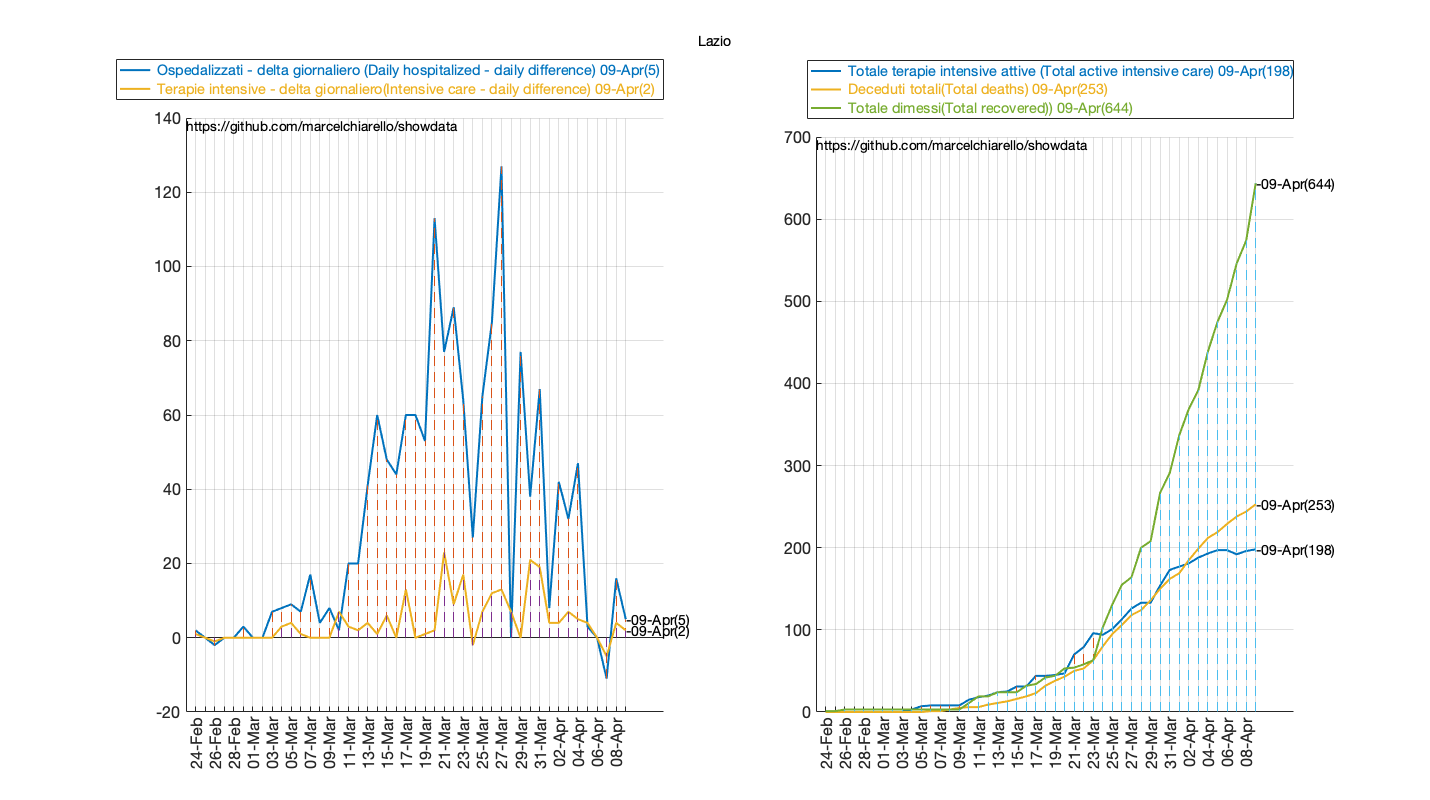 Lazio
Ospedalizzati - delta giornaliero (Daily hospitalized - daily difference) 09-Apr(5)
Terapie intensive - delta giornaliero(Intensive care - daily difference) 09-Apr(2)
https://github.com/marcelchiarello/showdata
140
120
100
80
60
40
20
0
-20
-09-Apr(5)
-09-Apr(2)
24-Feb
26-Feb
28-Feb
01-Mar
03-Mar
05-Mar
07-Mar
09-Mar
11-Mar
13-Mar
15-Mar
17-Mar
19-Mar
21-Mar
23-Mar
25-Mar
27-Mar
29-Mar
31-Mar
02-Apr
04-Apr
06-Apr
08-Apr
Totale terapie intensive attive (Total active intensive care) 09-Apr(198)
Deceduti totali(Total deaths) 09-Apr(253)
Totale dimessi(Total recovered)) 09-Apr(644)
https://github.com/marcelchiarello/showdata
700
600
500
400
300
200
100
0
-09-Apr(644)
-09-Apr(253)
-09-Apr(198)
24-Feb
26-Feb
28-Feb
01-Mar
03-Mar
05-Mar
07-Mar
09-Mar
11-Mar
13-Mar
15-Mar
17-Mar
19-Mar
21-Mar
23-Mar
25-Mar
27-Mar
29-Mar
31-Mar
02-Apr
04-Apr
06-Apr
08-Apr